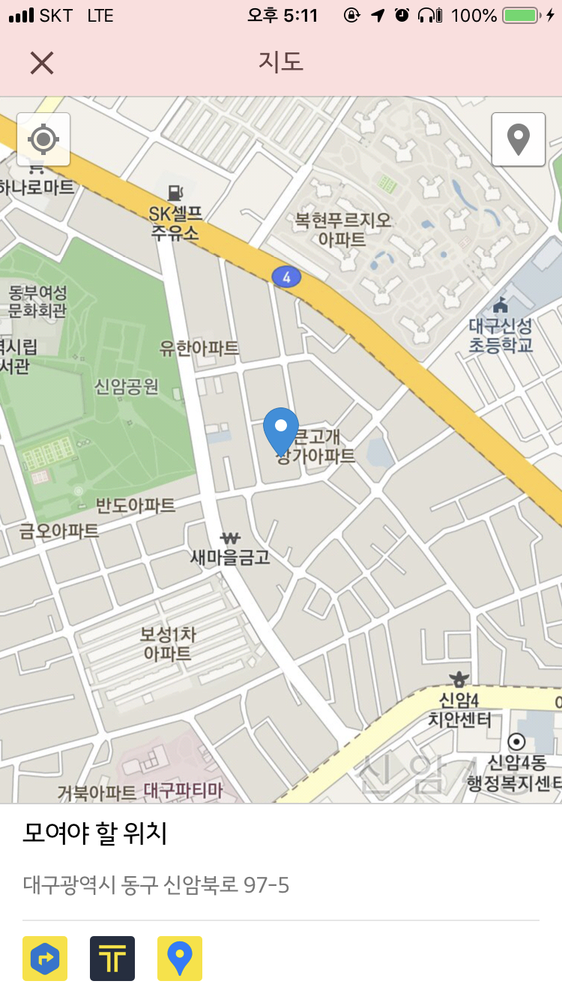 SKT LTE 오후 5:11 100%
지도
하나로마트
SK셀프
주유소
복현푸르지오
아파트
4
동부여성
문화회관
대구신성
초등학교
유한아파트
시립
서관
신암공원
큰고개
상가아파트
반도아파트
금오아파트
₩
새마을금고
보성1차
아파트
신암4
치안센터
신암4동
행정복지센터
신암4
거북아파트
대구파티마
모여야 할 위치
대구광역시 동구 신암북로 97-5